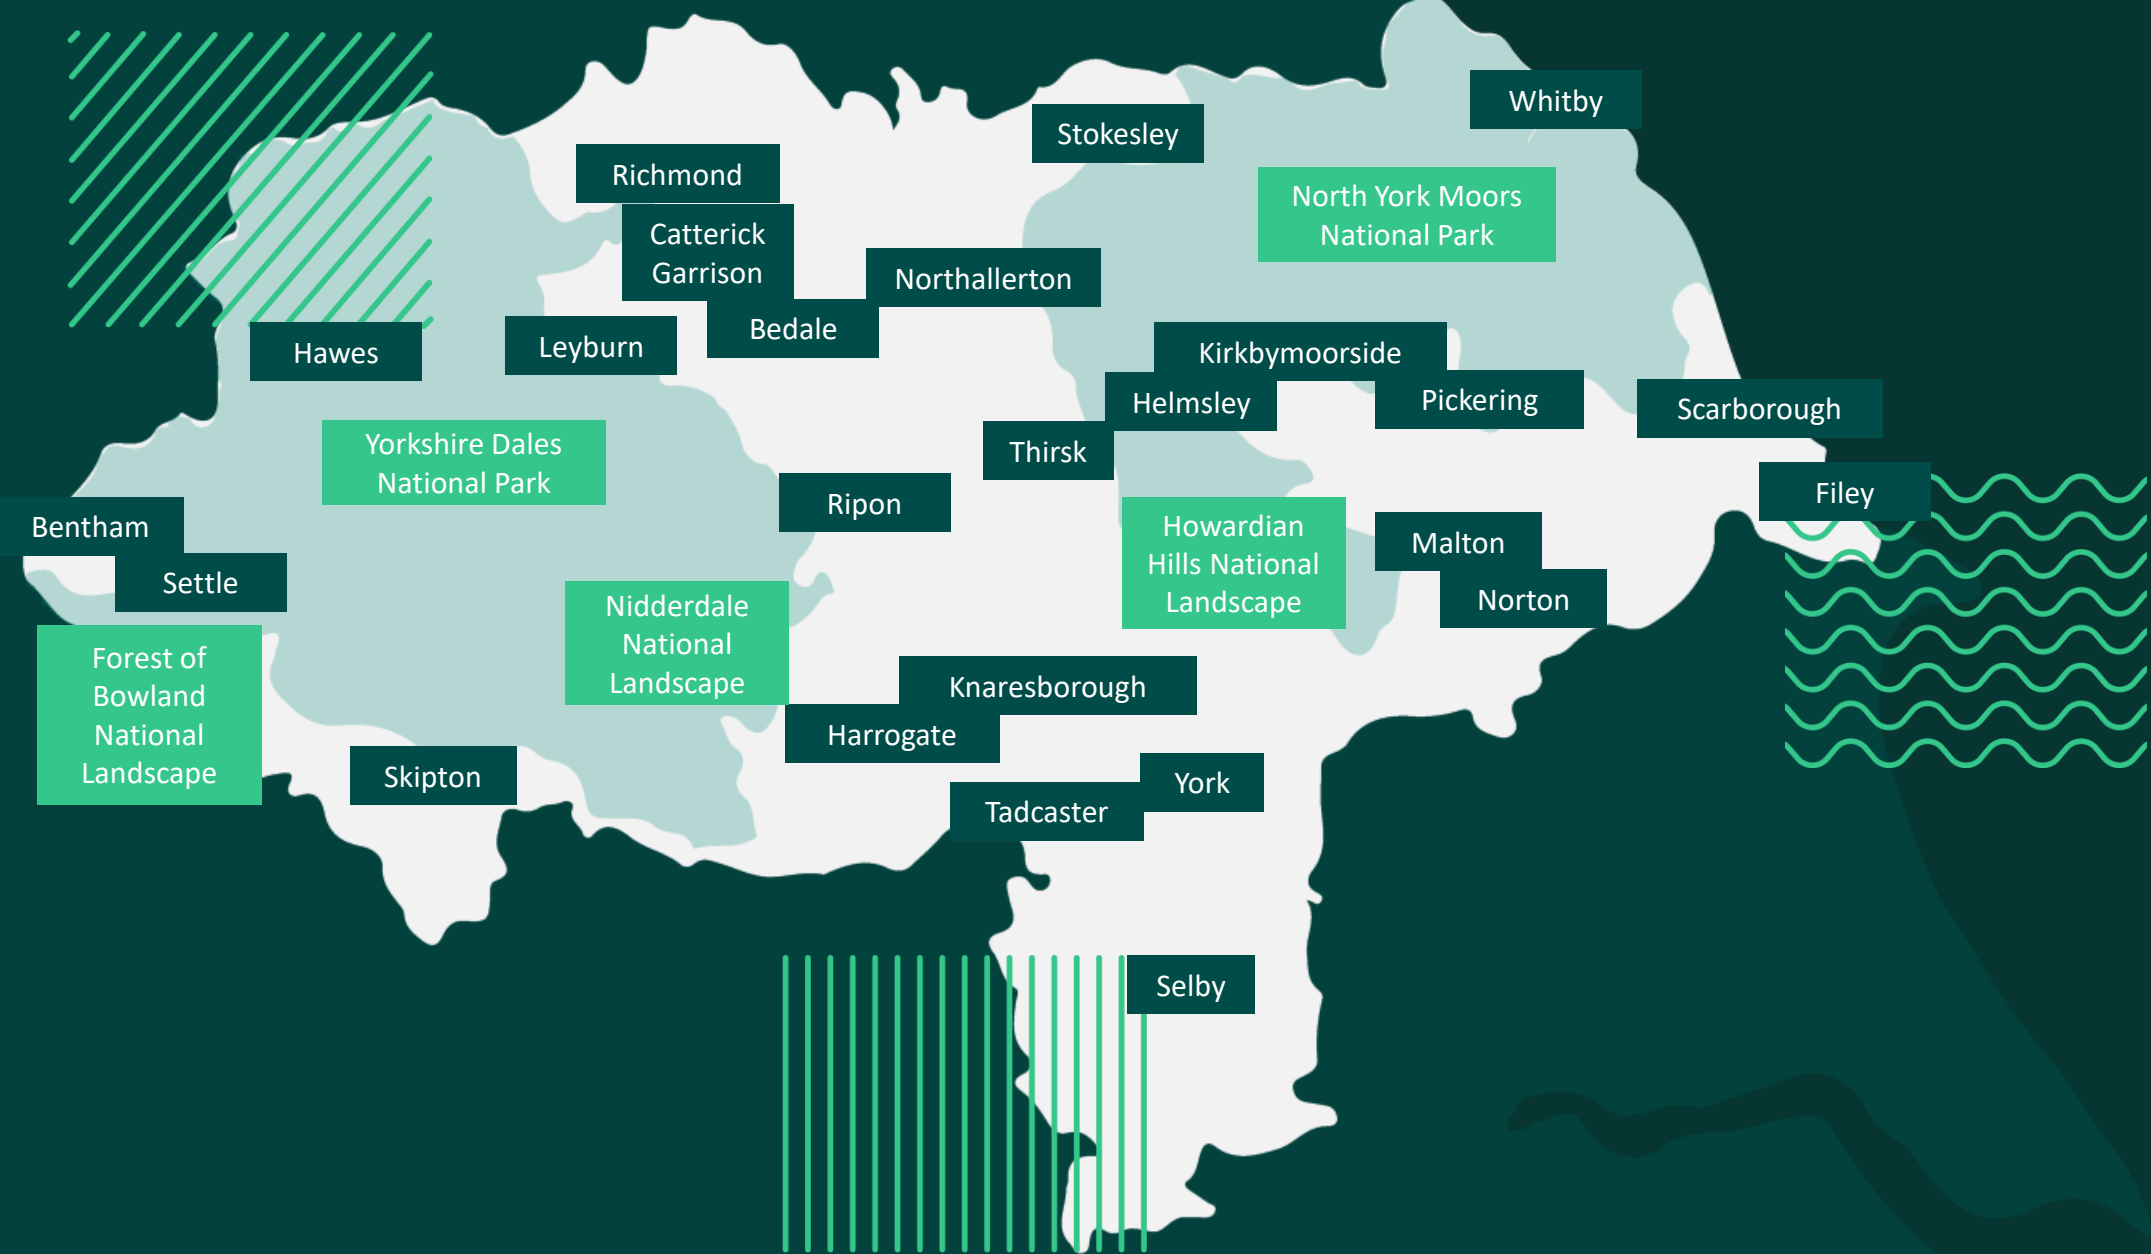 Whitby
Stokesley
Richmond
North York Moors
National Park
Catterick
Garrison
Northallerton
Bedale
Leyburn
Hawes
Kirkbymoorside
Helmsley
Pickering
Scarborough
Yorkshire Dales
National Park
Thirsk
Ripon
Filey
Bentham
Settle
Howardian
Hills National
Landscape
Malton
Norton
Nidderdale
National
Landscape
Forest of
Bowland
National
Landscape
Knaresborough
Harrogate
Skipton
York
Tadcaster
Selby